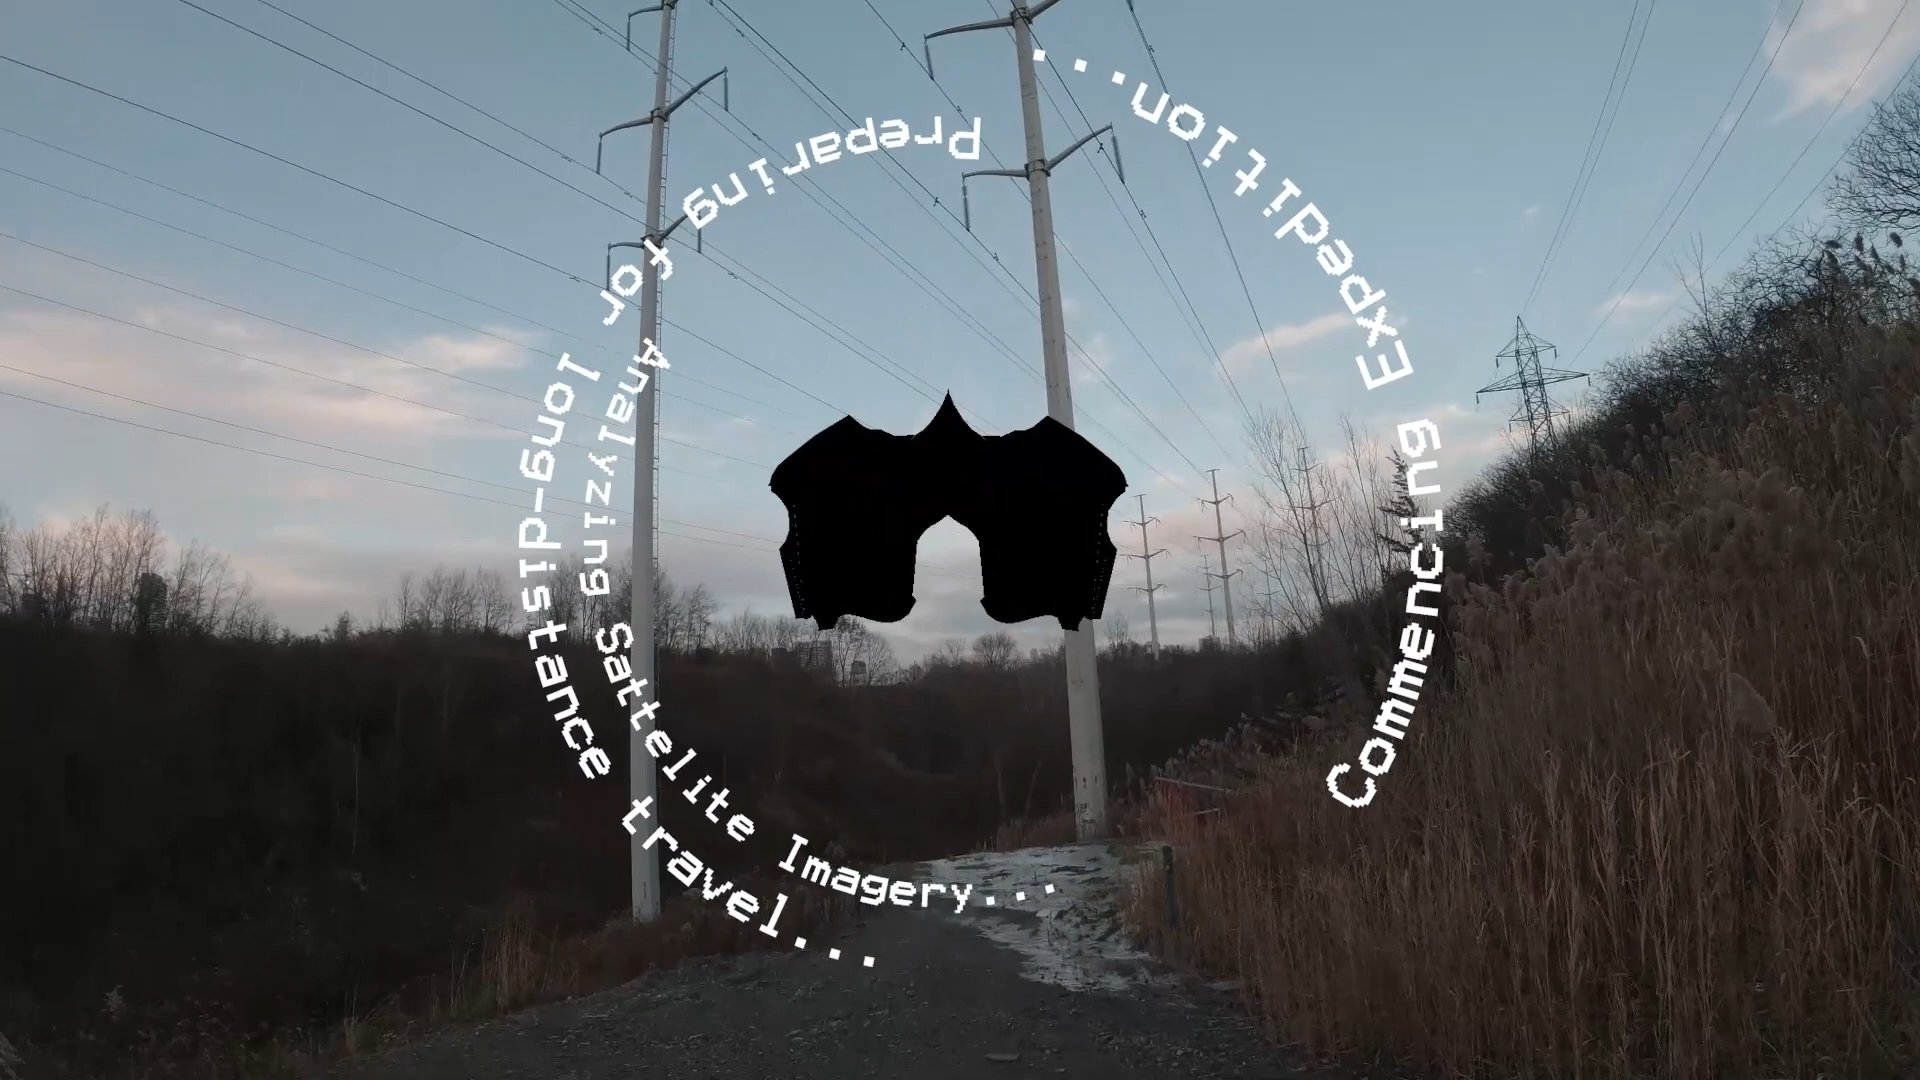 Preparing for long-distance travel...
Analyzing Sattelite Imagery...
Commencing Expedition...